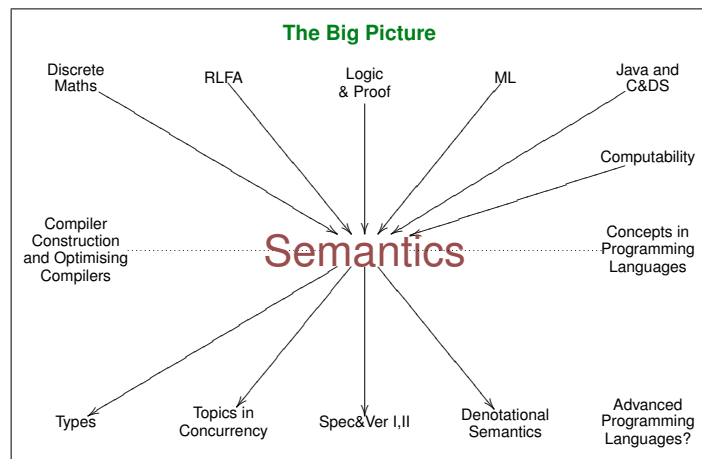 The Big Picture
Discrete
Maths
RLFA
Logic
& Proof
ML
Java and
C&DS
Computability
Compiler
Construction
and Optimising
Compilers
Semantics
Concepts in
Programming
Languages
Types
Topics in
Concurrency
Spec&Ver I,II
Denotational
Semantics
Advanced
Programming
Languages?